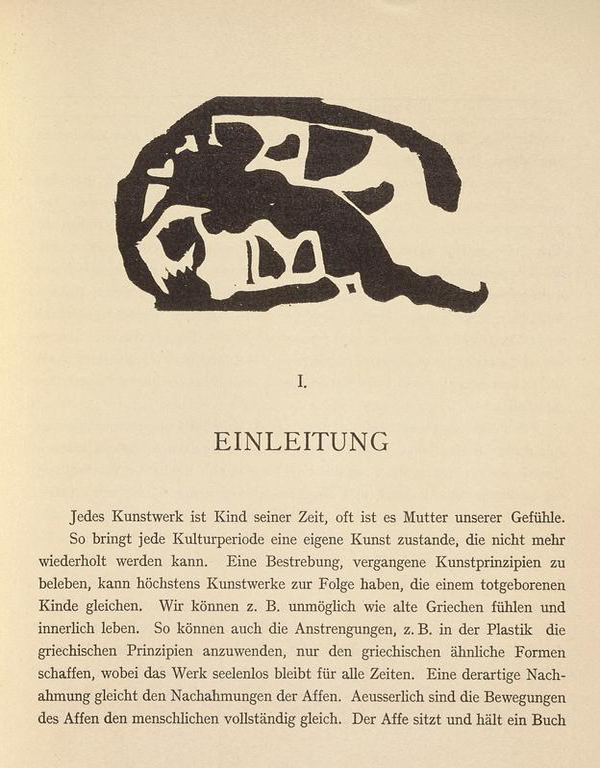 I.
EINLEITUNG
Jedes Kunstwerk ist Kind seiner Zeit, oft ist es Mutter unserer Gefühle.
So bringt jede Kulturperiode eine eigene Kunst zustande, die nicht mehr
wiederholt werden kann. Eine Bestrebung, vergangene Kunstprinzipien zu
beleben, kann höchstens Kunstwerke zur Folge haben, die einem totgeborenen
Kinde gleichen. Wir können z. B. unmöglich wie alte Griechen fühlen und
innerlich leben. So können auch die Anstrengungen, z. B. in der Plastik die
griechischen Prinzipien anzuwenden, nur den griechischen ähnliche Formen
schaffen, wobei das Werk seelenlos bleibt für alle Zeiten. Eine derartige Nach-
ahmung gleicht den Nachahmungen der Affen. Aeusserlich sind die Bewegungen
des Affen den menschlichen vollständig gleich. Der Affe sitzt und hält ein Buch